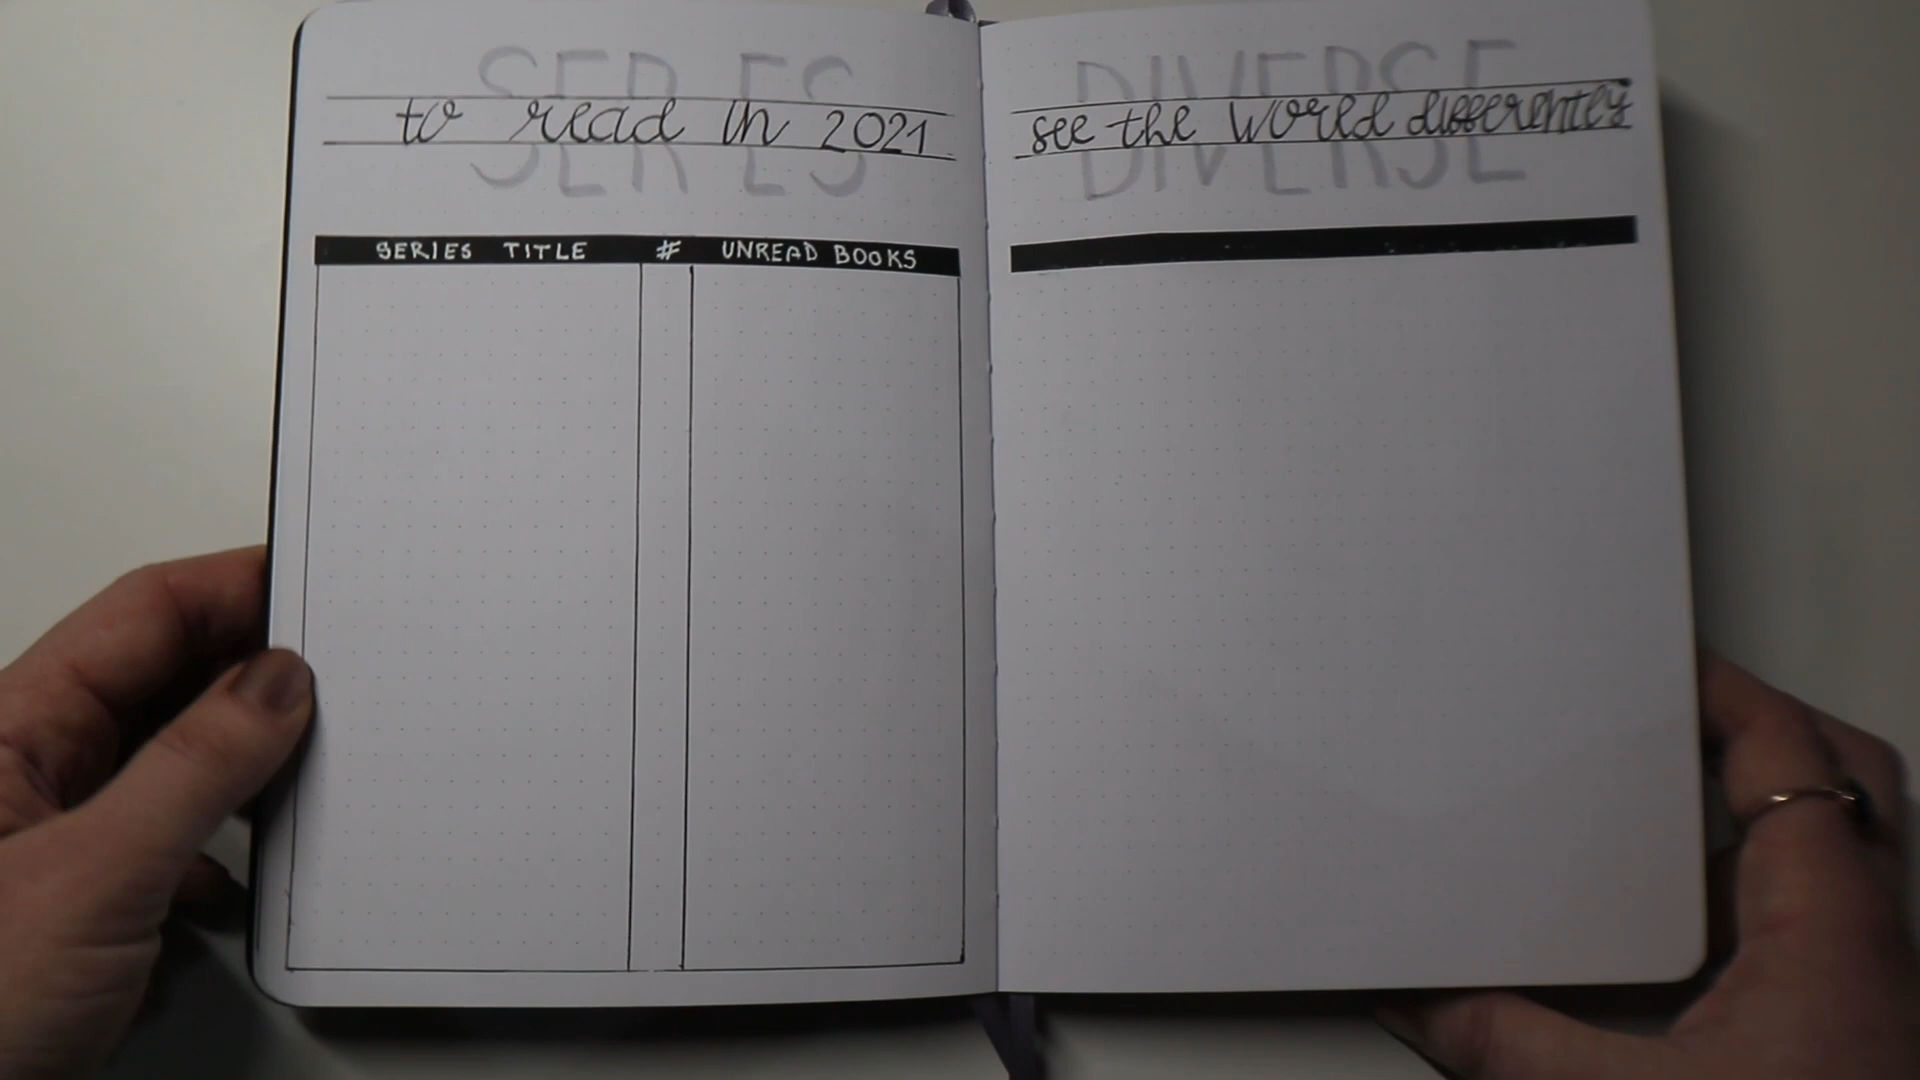 SERIES
to read in 2021
SERIES TITLE # UNREAD BOOKS
DIVERSE
see the world differently